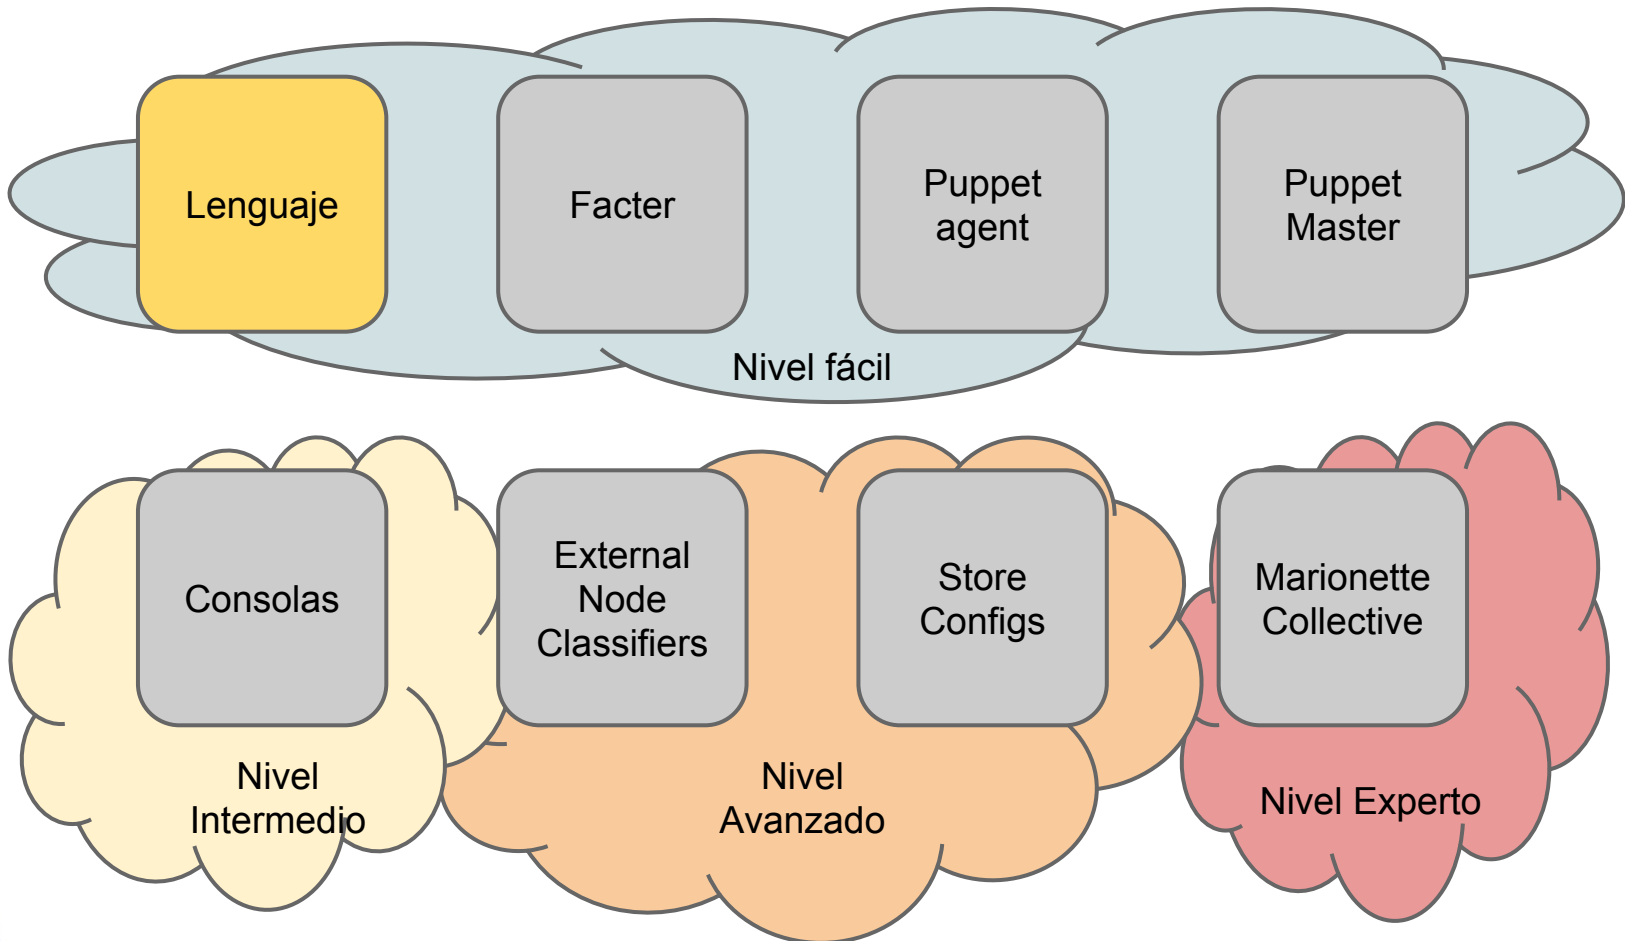 Lenguaje
Facter
Puppet
agent
Puppet
Master
Nivel fácil
Consolas
External
Node
Classifiers
Store
Configs
Marionette
Collective
Nivel
Intermedio
Nivel
Avanzado
Nivel Experto